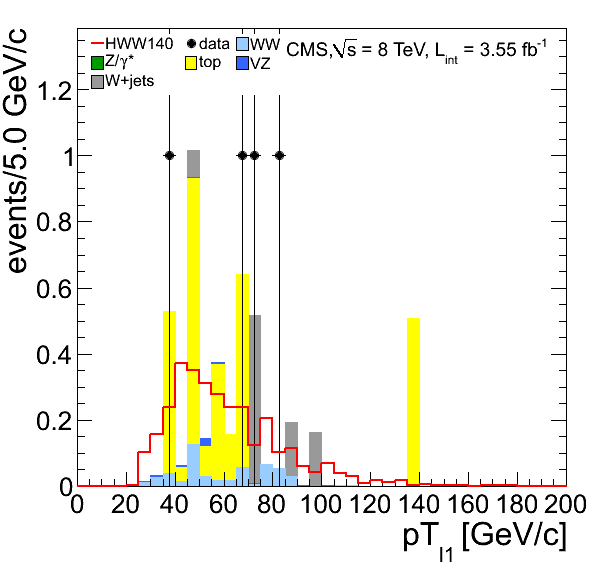 HWW140 data WW CMS,√s = 8 TeV, L_int = 3.55 fb⁻¹
Z/γ* top VZ
W+jets
events/5.0 GeV/c
1.2
1
0.8
0.6
0.4
0.2
0
0 20 40 60 80 100 120 140 160 180 200
pT_l1 [GeV/c]